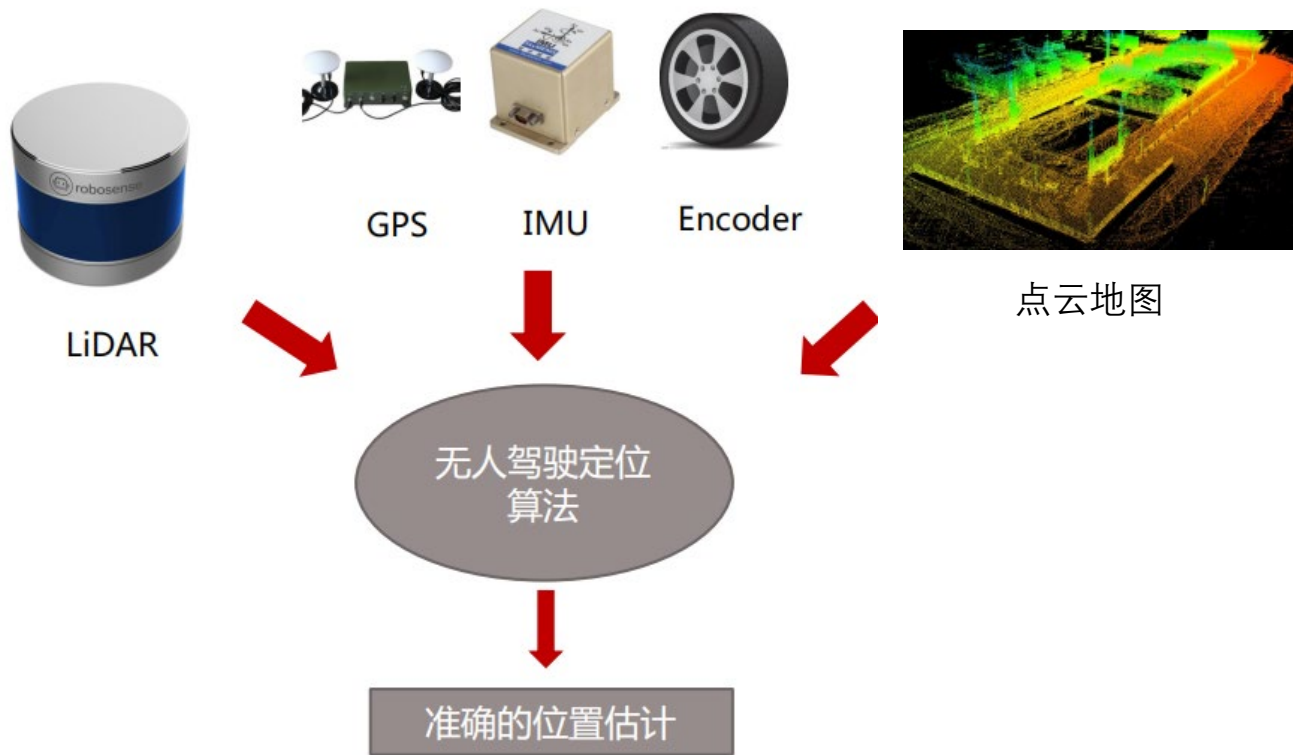 robosense
IMU
GPS
IMU
Encoder
LiDAR
点云地图
无人驾驶定位
算法
准确的位置估计